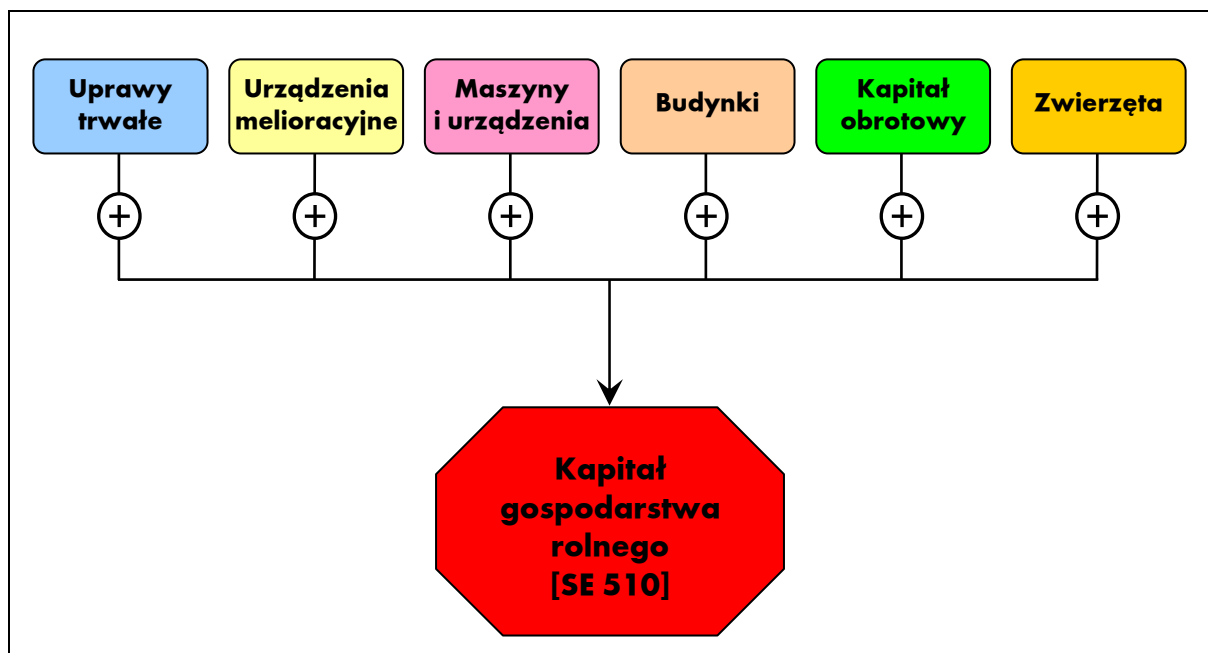 Uprawy
trwałe
Urządzenia
melioracyjne
Maszyny
i urządzenia
Budynki
Kapitał
obrotowy
Zwierzęta
+ + + + + +
Kapitał
gospodarstwa
rolnego
[SE 510]